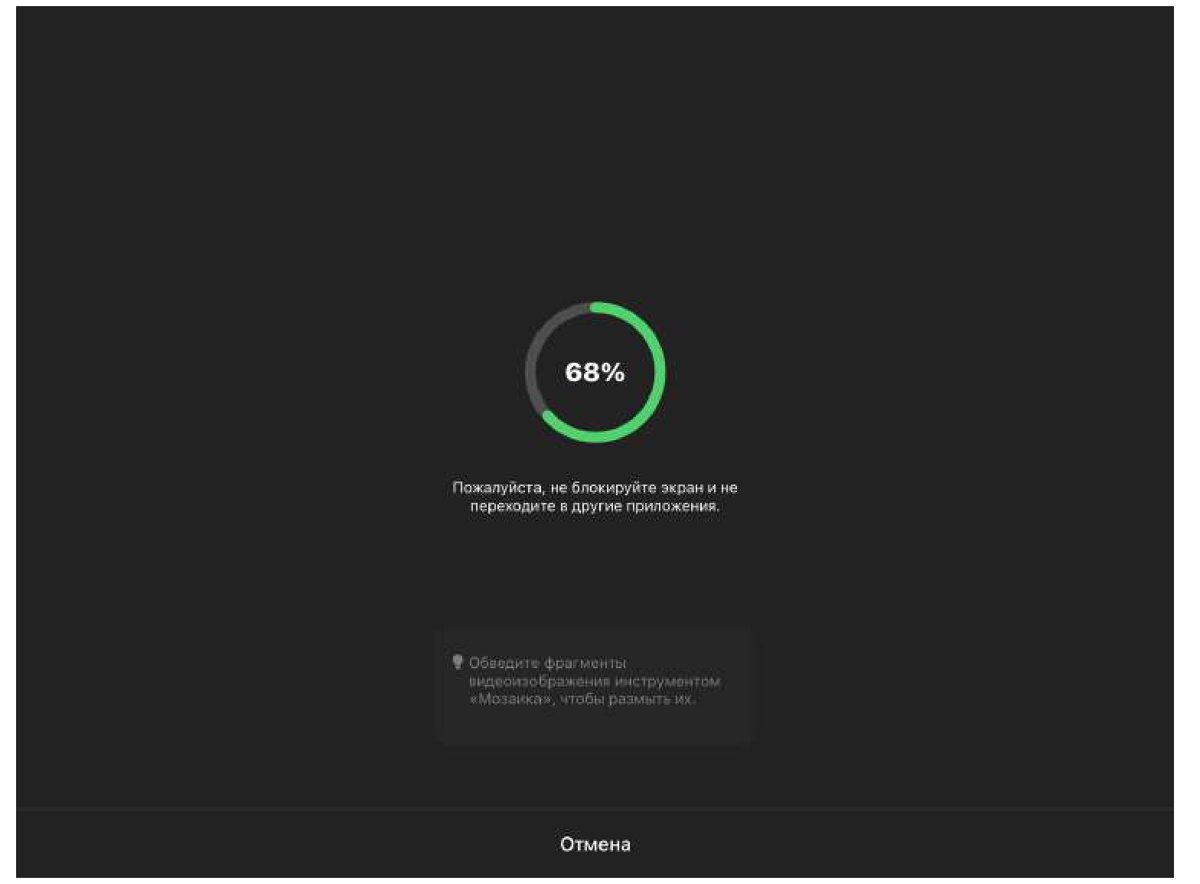 68%
Пожалуйста, не блокируйте экран и не
переходите в другие приложения.
Обведите фрагменты
видеоизображения инструментом
«Мозаика», чтобы размыть их.
Отмена